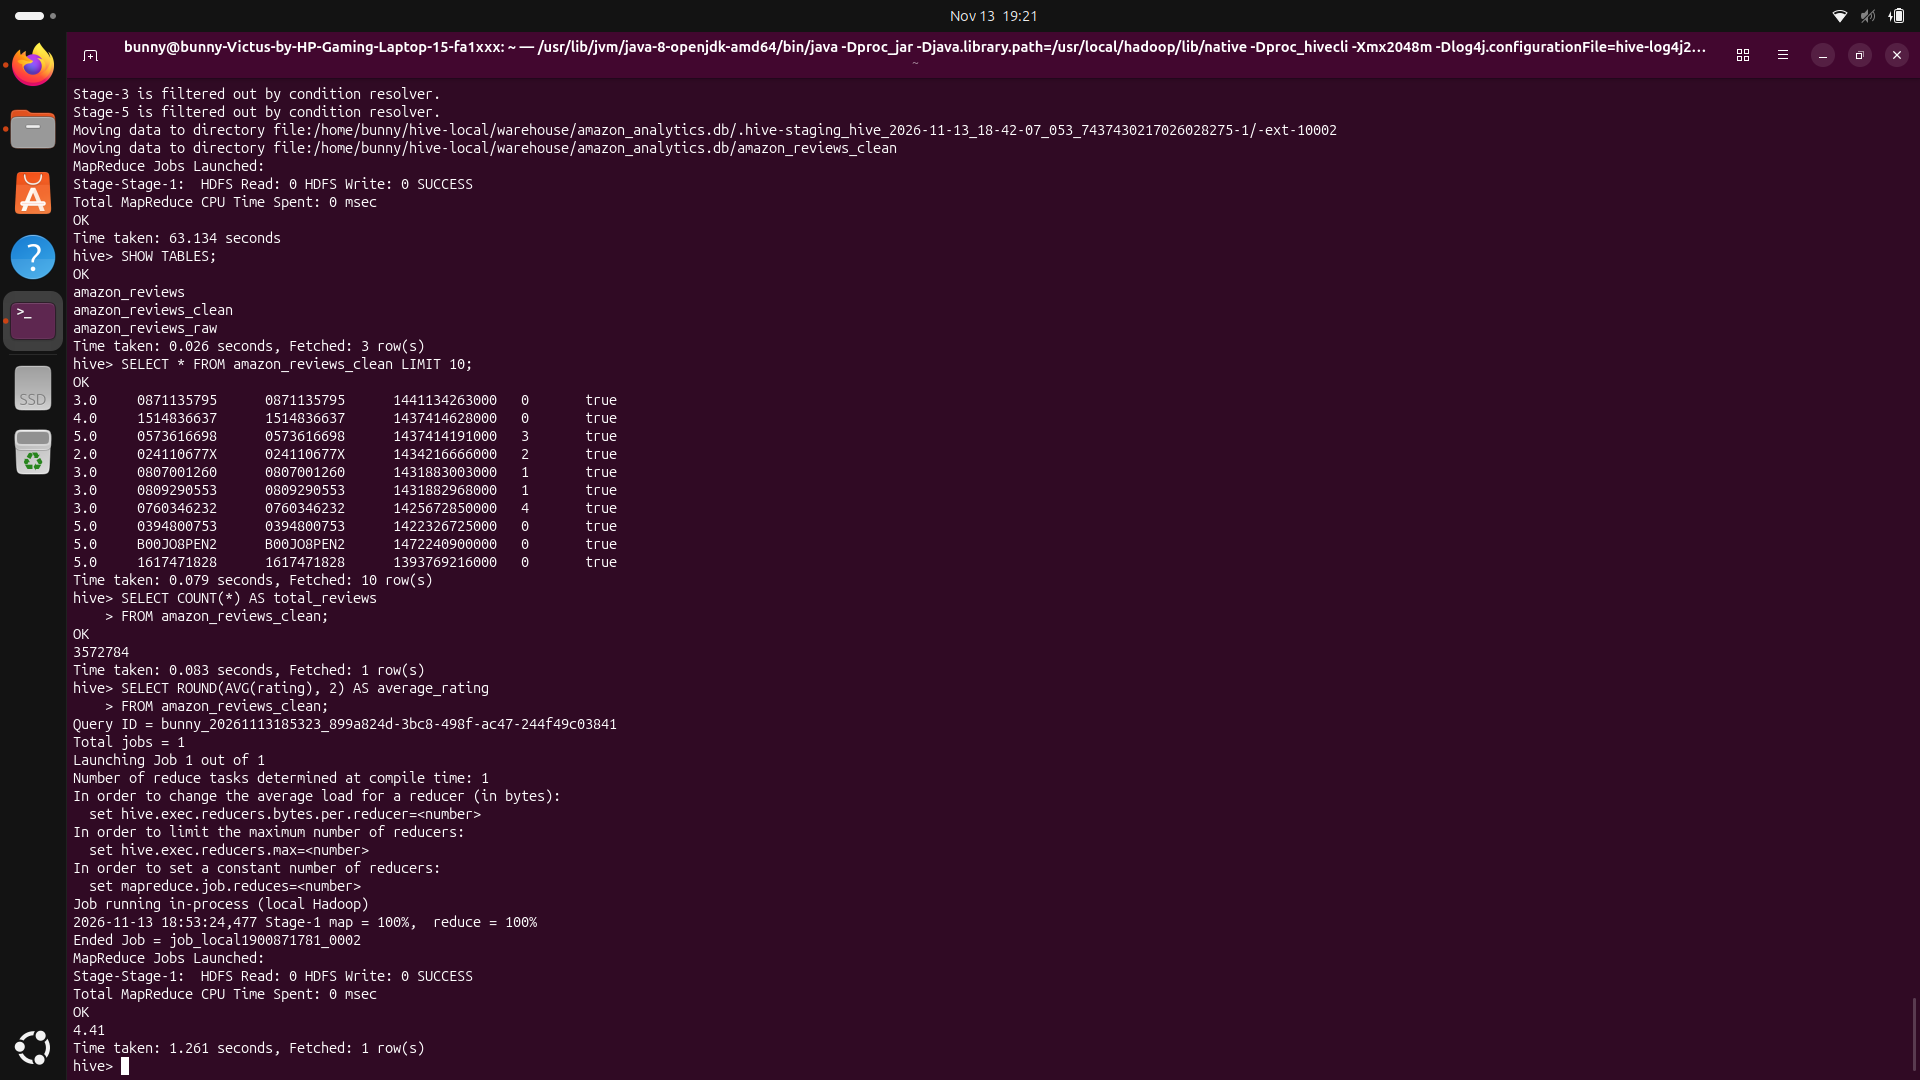 Nov 13 19:21
bunny@bunny-Victus-by-HP-Gaming-Laptop-15-fa1xxx: ~ — /usr/lib/jvm/java-8-openjdk-amd64/bin/java -Dproc_jar -Djava.library.path=/usr/local/hadoop/lib/native -Dproc_hivecli -Xmx2048m -Dlog4j.configurationFile=hive-log4j2…
~
Stage-3 is filtered out by condition resolver.
Stage-5 is filtered out by condition resolver.
Moving data to directory file:/home/bunny/hive-local/warehouse/amazon_analytics.db/.hive-staging_hive_2026-11-13_18-42-07_053_7437430217026028275-1/-ext-10002
Moving data to directory file:/home/bunny/hive-local/warehouse/amazon_analytics.db/amazon_reviews_clean
MapReduce Jobs Launched:
Stage-Stage-1:  HDFS Read: 0 HDFS Write: 0 SUCCESS
Total MapReduce CPU Time Spent: 0 msec
OK
Time taken: 63.134 seconds
hive> SHOW TABLES;
OK
amazon_reviews
amazon_reviews_clean
amazon_reviews_raw
Time taken: 0.026 seconds, Fetched: 3 row(s)
hive> SELECT * FROM amazon_reviews_clean LIMIT 10;
OK
3.0     0871135795      0871135795      1441134263000   0       true
4.0     1514836637      1514836637      1437414628000   0       true
5.0     0573616698      0573616698      1437414191000   3       true
2.0     024110677X      024110677X      1434216666000   2       true
3.0     0807001260      0807001260      1431883003000   1       true
3.0     0809290553      0809290553      1431882968000   1       true
3.0     0760346232      0760346232      1425672850000   4       true
5.0     0394800753      0394800753      1422326725000   0       true
5.0     B00JO8PEN2      B00JO8PEN2      1472240900000   0       true
5.0     1617471828      1617471828      1393769216000   0       true
Time taken: 0.079 seconds, Fetched: 10 row(s)
hive> SELECT COUNT(*) AS total_reviews
    > FROM amazon_reviews_clean;
OK
3572784
Time taken: 0.083 seconds, Fetched: 1 row(s)
hive> SELECT ROUND(AVG(rating), 2) AS average_rating
    > FROM amazon_reviews_clean;
Query ID = bunny_20261113185323_899a824d-3bc8-498f-ac47-244f49c03841
Total jobs = 1
Launching Job 1 out of 1
Number of reduce tasks determined at compile time: 1
In order to change the average load for a reducer (in bytes):
  set hive.exec.reducers.bytes.per.reducer=<number>
In order to limit the maximum number of reducers:
  set hive.exec.reducers.max=<number>
In order to set a constant number of reducers:
  set mapreduce.job.reduces=<number>
Job running in-process (local Hadoop)
2026-11-13 18:53:24,477 Stage-1 map = 100%,  reduce = 100%
Ended Job = job_local1900871781_0002
MapReduce Jobs Launched:
Stage-Stage-1:  HDFS Read: 0 HDFS Write: 0 SUCCESS
Total MapReduce CPU Time Spent: 0 msec
OK
4.41
Time taken: 1.261 seconds, Fetched: 1 row(s)
hive>
SSD